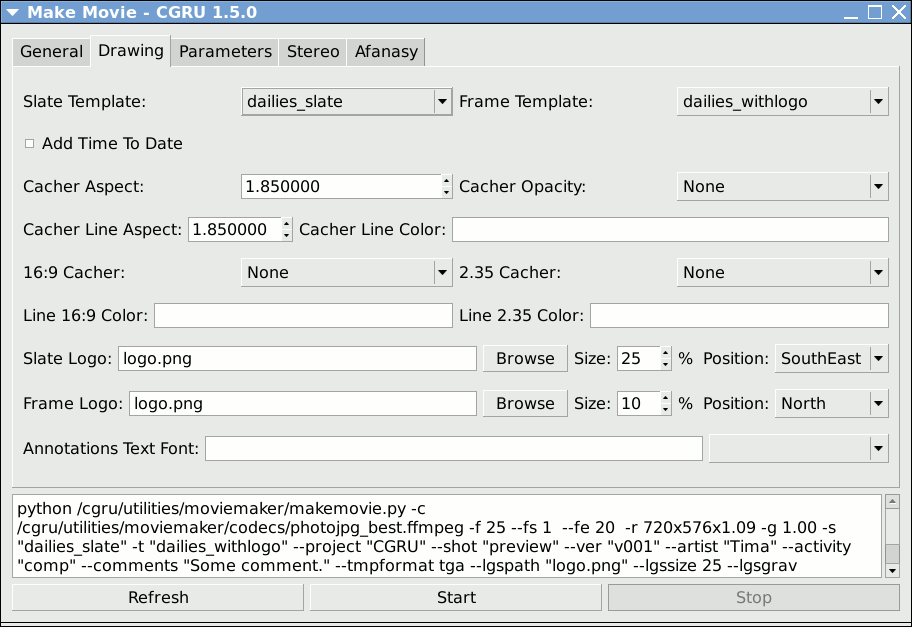 Make Movie - CGRU 1.5.0
General Drawing Parameters Stereo Afanasy
Slate Template: dailies_slate Frame Template: dailies_withlogo
Add Time To Date
Cacher Aspect: 1.850000 Cacher Opacity: None
Cacher Line Aspect: 1.850000 Cacher Line Color:
16:9 Cacher: None 2.35 Cacher: None
Line 16:9 Color: Line 2.35 Color:
Slate Logo: logo.png Browse Size: 25 % Position: SouthEast
Frame Logo: logo.png Browse Size: 10 % Position: North
Annotations Text Font:
python /cgru/utilities/moviemaker/makemovie.py -c
/cgru/utilities/moviemaker/codecs/photojpg_best.ffmpeg -f 25 --fs 1  --fe 20  -r 720x576x1.09 -g 1.00 -s
"dailies_slate" -t "dailies_withlogo" --project "CGRU" --shot "preview" --ver "v001" --artist "Tima" --activity
"comp" --comments "Some comment." --tmpformat tga --lgspath "logo.png" --lgssize 25 --lgsgrav
Refresh Start Stop